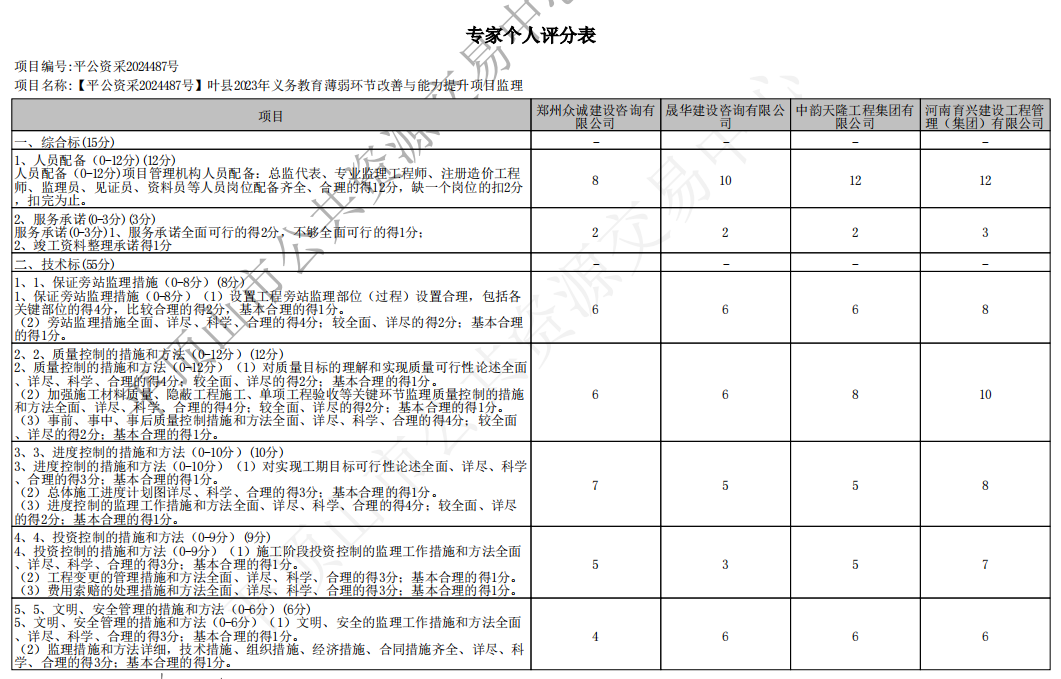 专家个人评分表
项目编号:平公资采2024487号
项目名称:【平公资采2024487号】叶县2023年义务教育薄弱环节改善与能力提升项目监理
项目
郑州众诚建设咨询有
限公司
晟华建设咨询有限公
司
中韵天隆工程集团有
限公司
河南育兴建设工程管
理（集团）有限公司
一、综合标(15分)
-
-
-
-
1、人员配备（0-12分)(12分)
人员配备（0-12分)项目管理机构人员配备：总监代表、专业监理工程师、注册造价工程
师、监理员、见证员、资料员等人员岗位配备齐全、合理的得12分，缺一个岗位的扣2分
，扣完为止。
8
10
12
12
2、服务承诺(0-3分)(3分)
服务承诺(0-3分)1、服务承诺全面可行的得2分，不够全面可行的得1分；
2、竣工资料整理承诺得1分
2
2
2
3
二、技术标(55分)
-
-
-
-
1、1、保证旁站监理措施（0-8分）(8分)
1、保证旁站监理措施（0-8分）（1）设置工程旁站监理部位（过程）设置合理，包括各
关键部位的得4分，比较合理的得2分，基本合理的得1分。
（2）旁站监理措施全面、详尽、科学、合理的得4分；较全面、详尽的得2分；基本合理
的得1分。
6
6
6
8
2、2、质量控制的措施和方法（0-12分）(12分)
2、质量控制的措施和方法（0-12分）（1）对质量目标的理解和实现质量可行性论述全面
、详尽、科学、合理的得4分；较全面、详尽的得2分；基本合理的得1分。
（2）加强施工材料质量、隐蔽工程施工、单项工程验收等关键环节监理质量控制的措施
和方法全面、详尽、科学、合理的得4分；较全面、详尽的得2分；基本合理的得1分。
（3）事前、事中、事后质量控制措施和方法全面、详尽、科学、合理的得4分；较全面
、详尽的得2分；基本合理的得1分。
6
6
8
10
3、3、进度控制的措施和方法（0-10分）(10分)
3、进度控制的措施和方法（0-10分）（1）对实现工期目标可行性论述全面、详尽、科学
、合理的得3分；基本合理的得1分。
（2）总体施工进度计划图详尽、科学、合理的得3分；基本合理的得1分。
（3）进度控制的监理工作措施和方法全面、详尽、科学、合理的得4分；较全面、详尽
的得2分；基本合理的得1分。
7
5
5
8
4、4、投资控制的措施和方法（0-9分）(9分)
4、投资控制的措施和方法（0-9分）（1）施工阶段投资控制的监理工作措施和方法全面
、详尽、科学、合理的得3分；基本合理的得1分。
（2）工程变更的管理措施和方法全面、详尽、科学、合理的得3分；基本合理的得1分。
（3）费用索赔的处理措施和方法全面、详尽、科学、合理的得3分；基本合理的得1分。
5
3
5
7
5、5、文明、安全管理的措施和方法（0-6分）(6分)
5、文明、安全管理的措施和方法（0-6分）（1）文明、安全的监理工作措施和方法全面
、详尽、科学、合理的得3分；基本合理的得1分。
（2）监理措施和方法详细，技术措施、组织措施、经济措施、合同措施齐全、详尽、科
学、合理的得3分；基本合理的得1分。
4
6
6
6
平顶山市公共资源交易中心
平顶山市公共资源交易中心